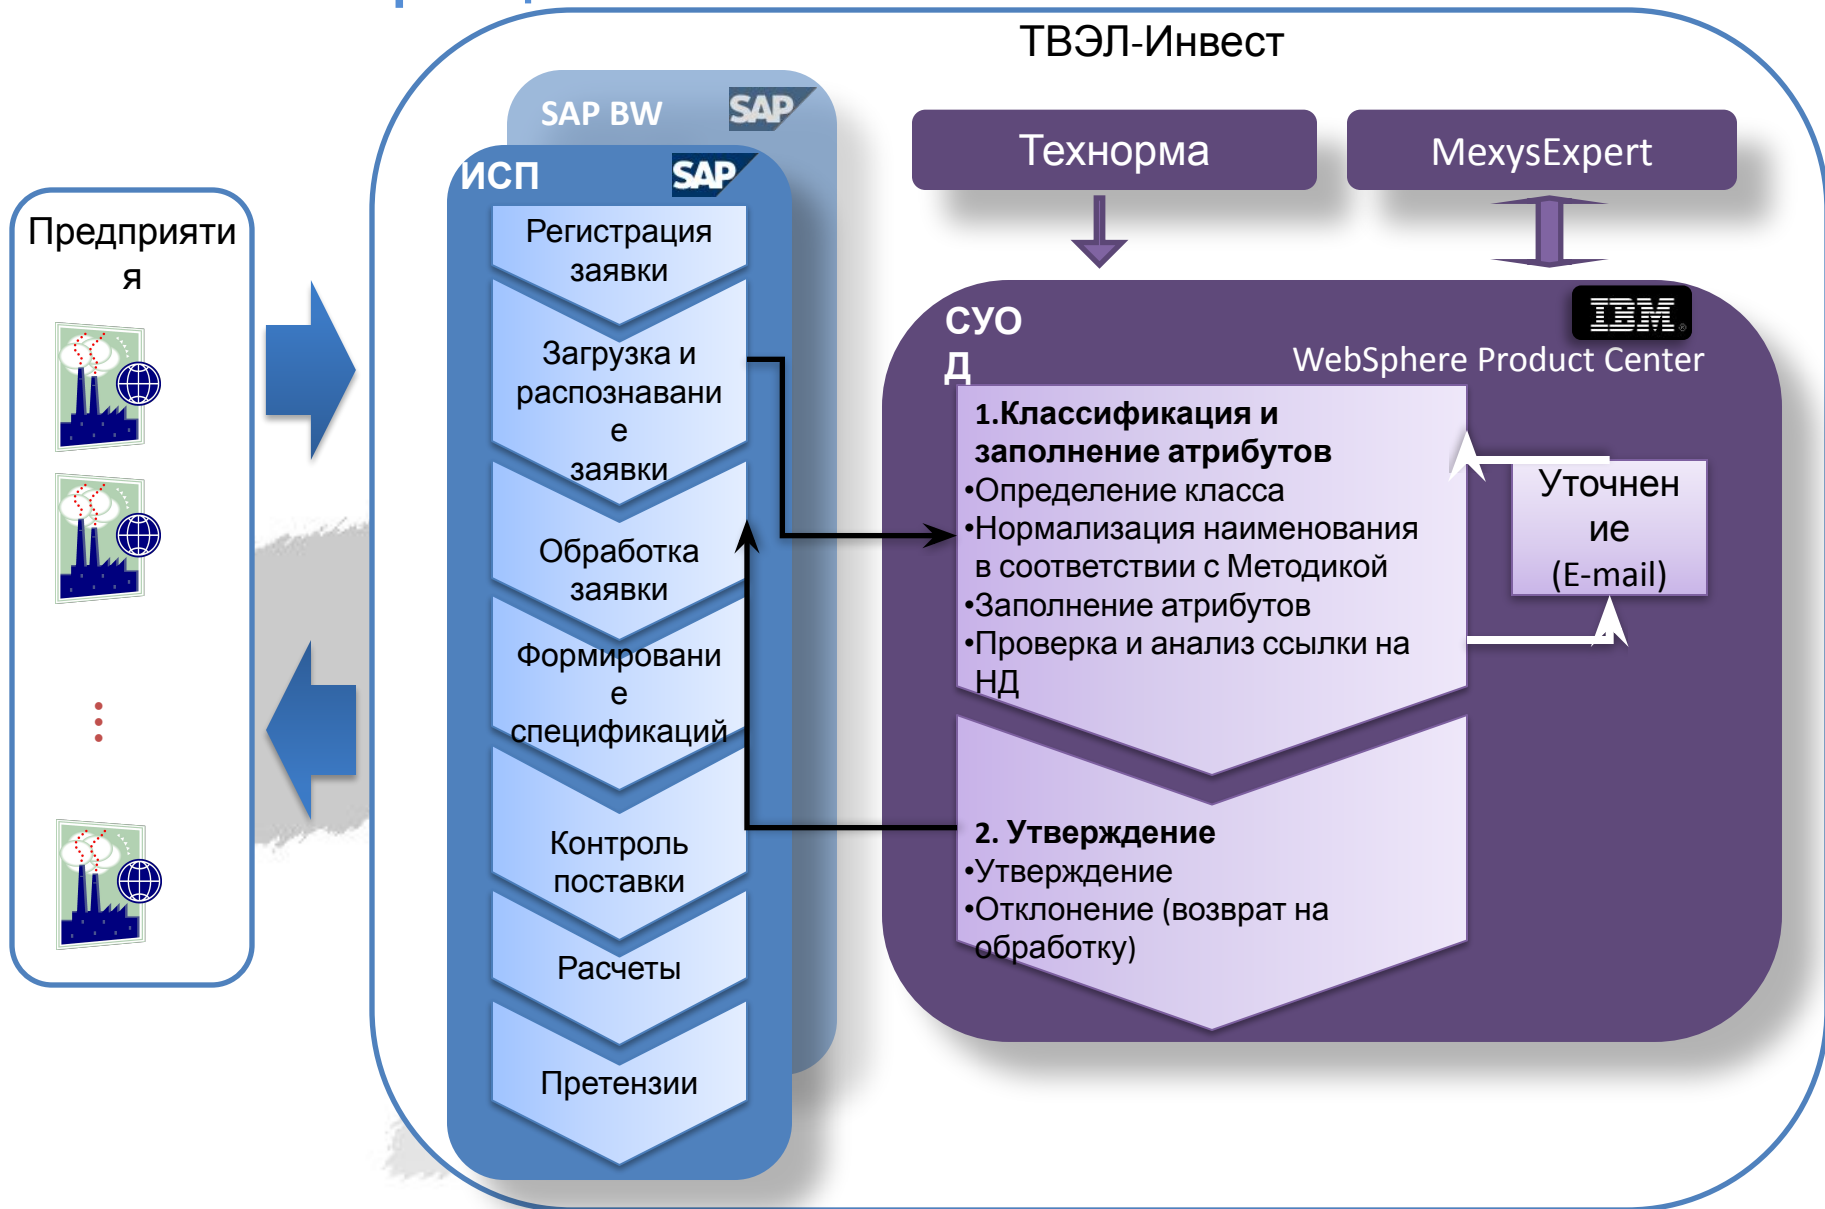 ТВЭЛ-Инвест
Предприяти
я
SAP BW
SAP
ИСП
SAP
Регистрация
заявки
Загрузка и
распознавани
е
заявки
Обработка
заявки
Формировани
е
спецификаций
Контроль
поставки
Расчеты
Претензии
Технорма
MexysExpert
СУО
Д
IBM®
WebSphere Product Center
1.Классификация и
заполнение атрибутов
•Определение класса
•Нормализация наименования
в соответствии с Методикой
•Заполнение атрибутов
•Проверка и анализ ссылки на
НД
Уточнен
ие
(E-mail)
2. Утверждение
•Утверждение
•Отклонение (возврат на
обработку)